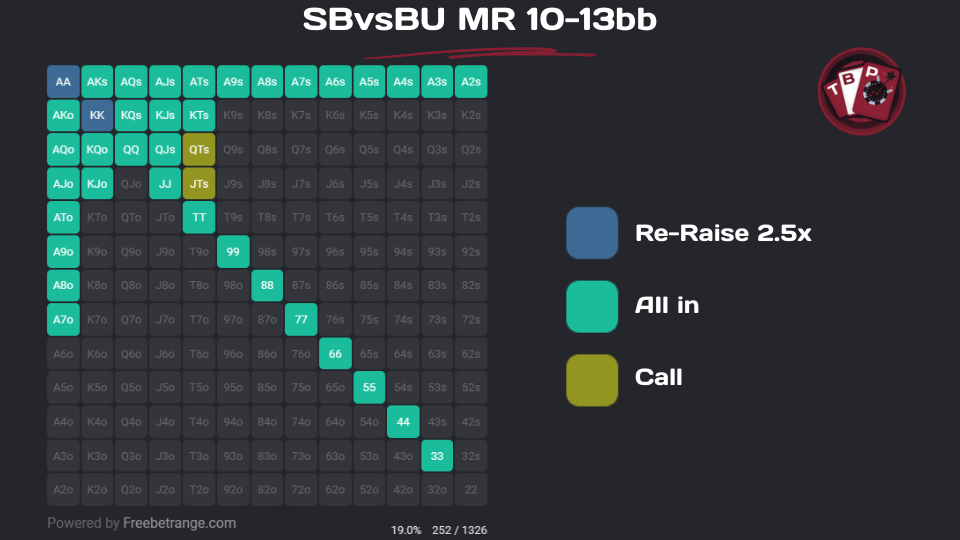 SBvsBU MR 10-13bb
T B P
AA AKs AQs AJs ATs A9s A8s A7s A6s A5s A4s A3s A2s
AKo KK KQs KJs KTs K9s K8s K7s K6s K5s K4s K3s K2s
AQo KQo QQ QJs QTs Q9s Q8s Q7s Q6s Q5s Q4s Q3s Q2s
AJo KJo QJo JJ JTs J9s J8s J7s J6s J5s J4s J3s J2s
ATo KTo QTo JTo TT T9s T8s T7s T6s T5s T4s T3s T2s
A9o K9o Q9o J9o T9o 99 98s 97s 96s 95s 94s 93s 92s
A8o K8o Q8o J8o T8o 98o 88 87s 86s 85s 84s 83s 82s
A7o K7o Q7o J7o T7o 97o 87o 77 76s 75s 74s 73s 72s
A6o K6o Q6o J6o T6o 96o 86o 76o 66 65s 64s 63s 62s
A5o K5o Q5o J5o T5o 95o 85o 75o 65o 55 54s 53s 52s
A4o K4o Q4o J4o T4o 94o 84o 74o 64o 54o 44 43s 42s
A3o K3o Q3o J3o T3o 93o 83o 73o 63o 53o 43o 33 32s
A2o K2o Q2o J2o T2o 92o 82o 72o 62o 52o 42o 32o 22
Powered by Freebetrange.com
19.0% 252 / 1326
Re-Raise 2.5x
All in
Call